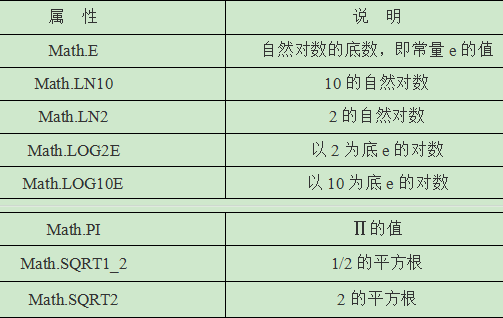 属 性 说 明
Math.E 自然对数的底数，即常量 e 的值
Math.LN10 10 的自然对数
Math.LN2 2 的自然对数
Math.LOG2E 以 2 为底 e 的对数
Math.LOG10E 以 10 为底 e 的对数
Math.PI ∏的值
Math.SQRT1_2 1/2 的平方根
Math.SQRT2 2 的平方根